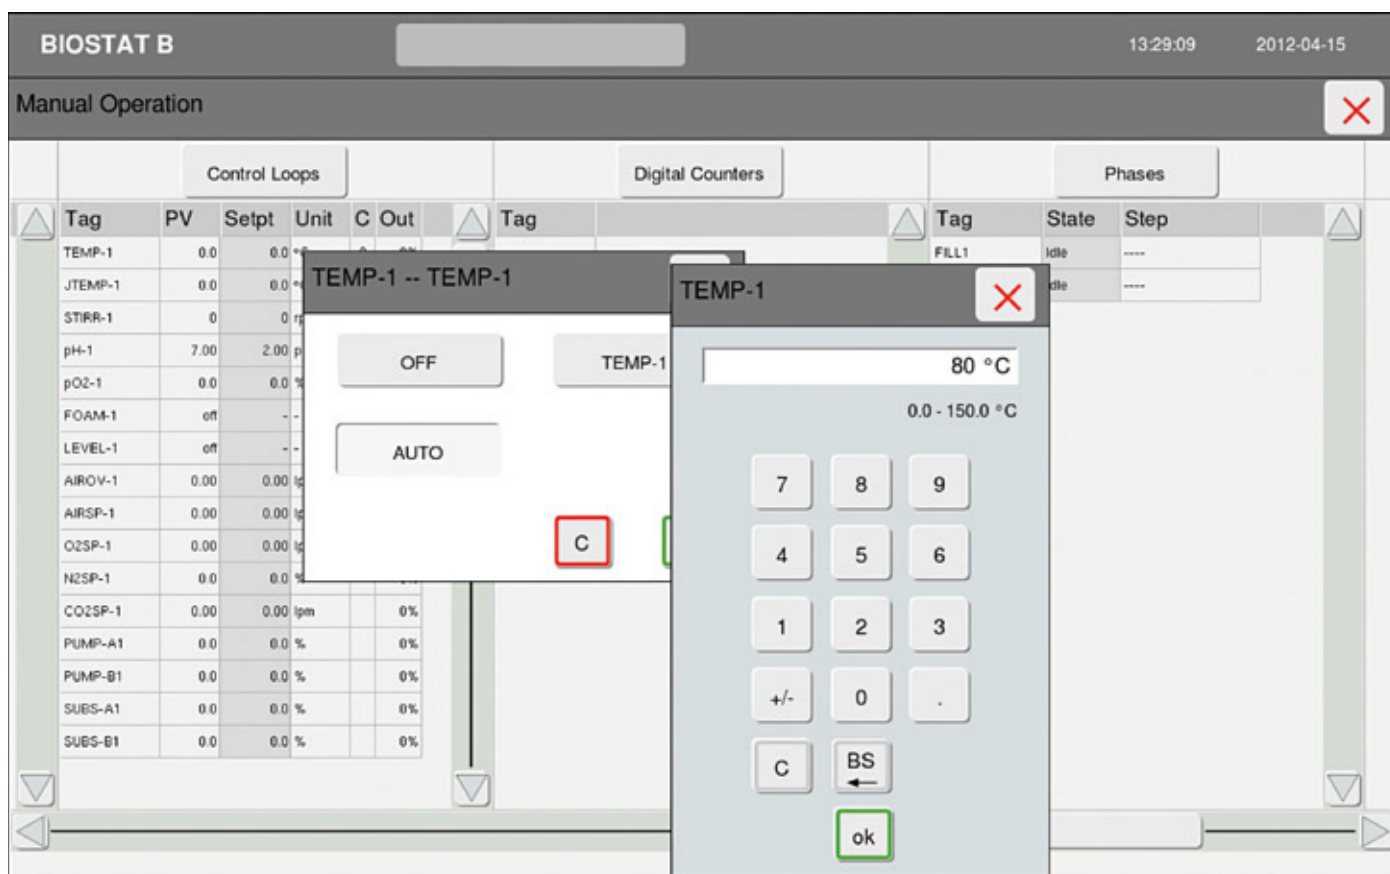 BIOSTAT B 13:29:09 2012-04-15
Manual Operation
Control Loops Digital Counters Phases
Tag PV Setpt Unit C Out Tag Tag State Step
TEMP-1 0.0 0.0 FILL1 Idle ----
JTEMP-1 0.0 0.0 ----
STIRR-1 0 0
pH-1 7.00 2.00
pO2-1 0.0 0.0 %
FOAM-1 off - -
LEVEL-1 off - -
AIROV-1 0.00 0.00
AIRSP-1 0.00 0.00
O2SP-1 0.00 0.00
N2SP-1 0.0 0.0 %
CO2SP-1 0.00 0.00 lpm 0%
PUMP-A1 0.0 0.0 % 0%
PUMP-B1 0.0 0.0 % 0%
SUBS-A1 0.0 0.0 % 0%
SUBS-B1 0.0 0.0 % 0%
TEMP-1 -- TEMP-1
OFF TEMP-1
AUTO
C
TEMP-1
80 °C
0.0 - 150.0 °C
7 8 9
4 5 6
1 2 3
+/- 0 .
C BS
ok